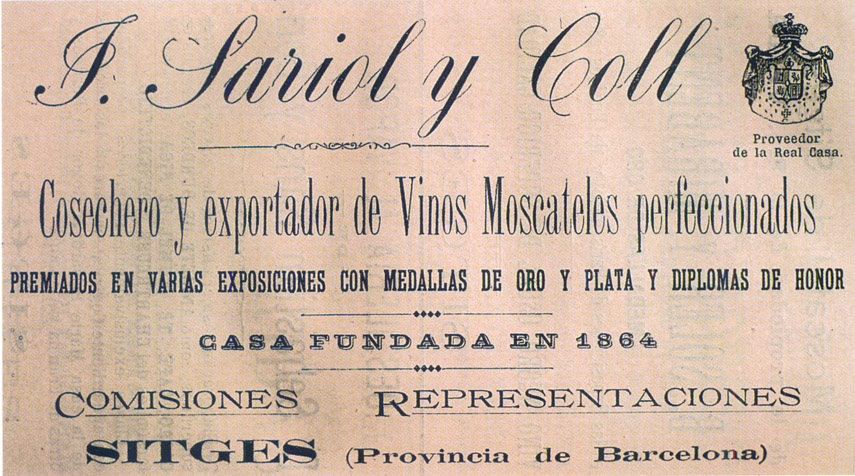 J. Sariol y Coll
Proveedor
de la Real Casa.
Cosechero y exportador de Vinos Moscateles perfeccionados
PREMIADOS EN VARIAS EXPOSICIONES CON MEDALLAS DE ORO Y PLATA Y DIPLOMAS DE HONOR
CASA FUNDADA EN 1864
COMISIONES REPRESENTACIONES
SITGES (Provincia de Barcelona)